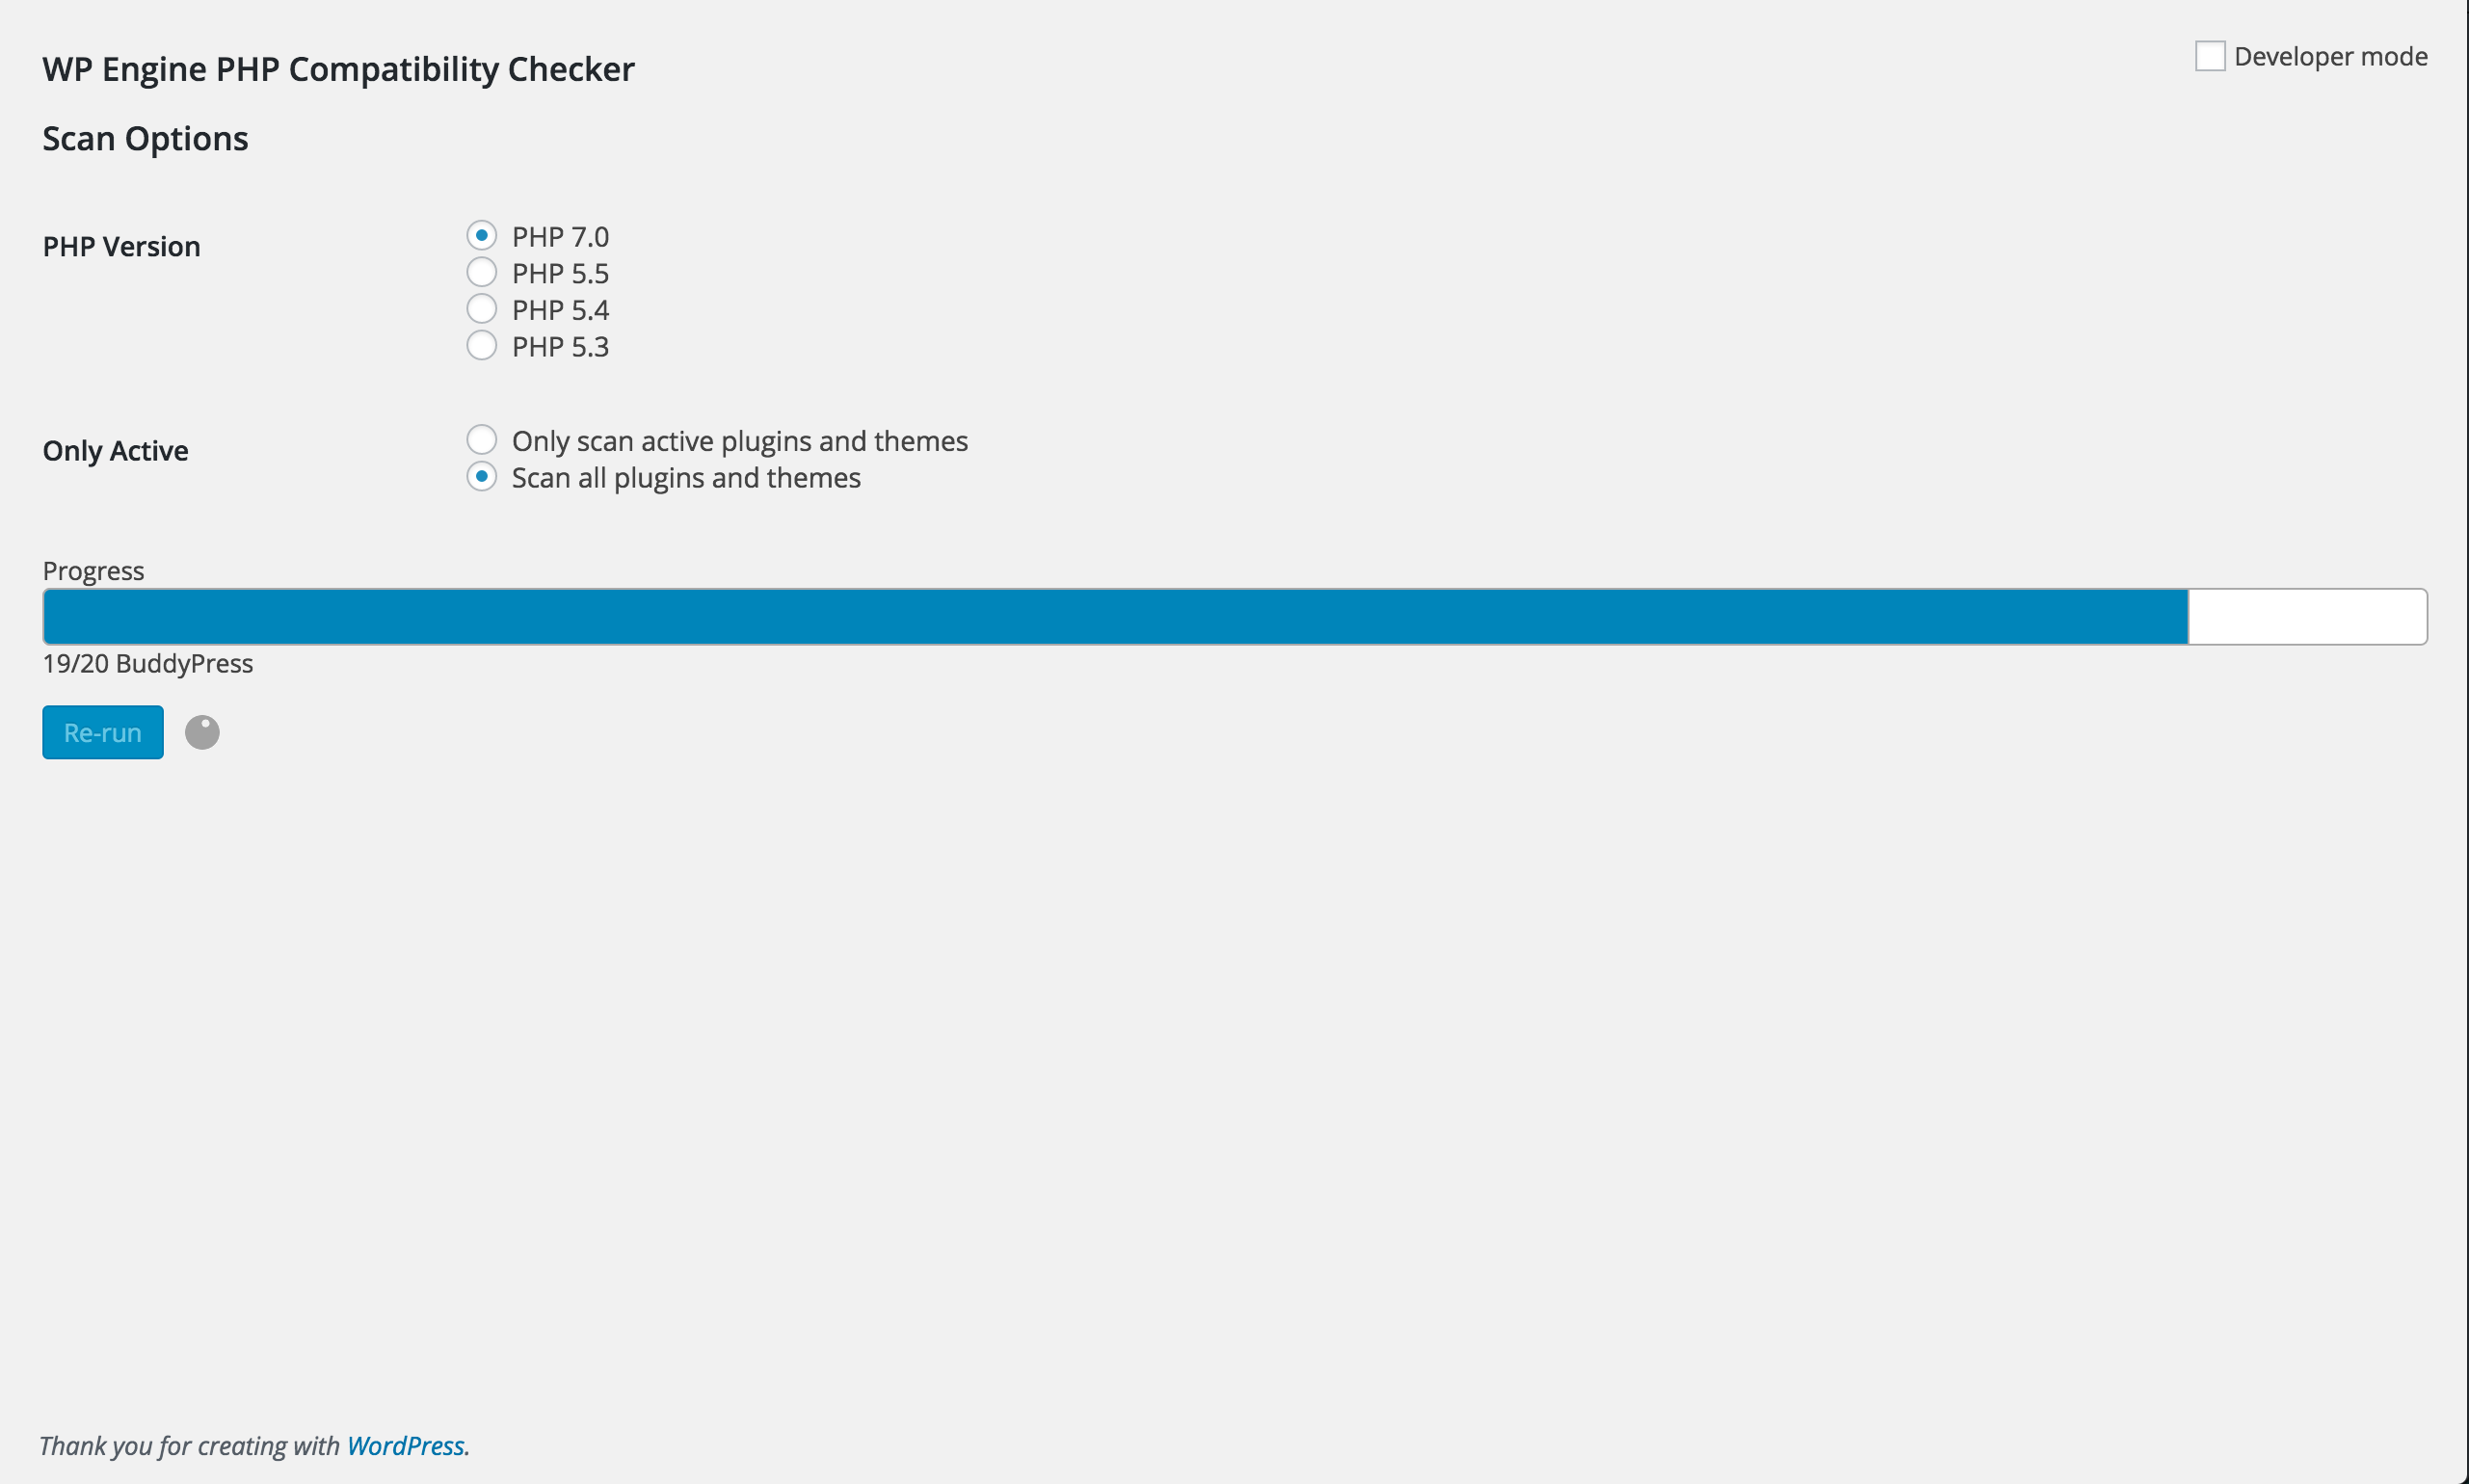 WP Engine PHP Compatibility Checker
Developer mode
Scan Options
PHP Version
PHP 7.0
PHP 5.5
PHP 5.4
PHP 5.3
Only Active
Only scan active plugins and themes
Scan all plugins and themes
Progress
19/20 BuddyPress
Re-run
Thank you for creating with WordPress.